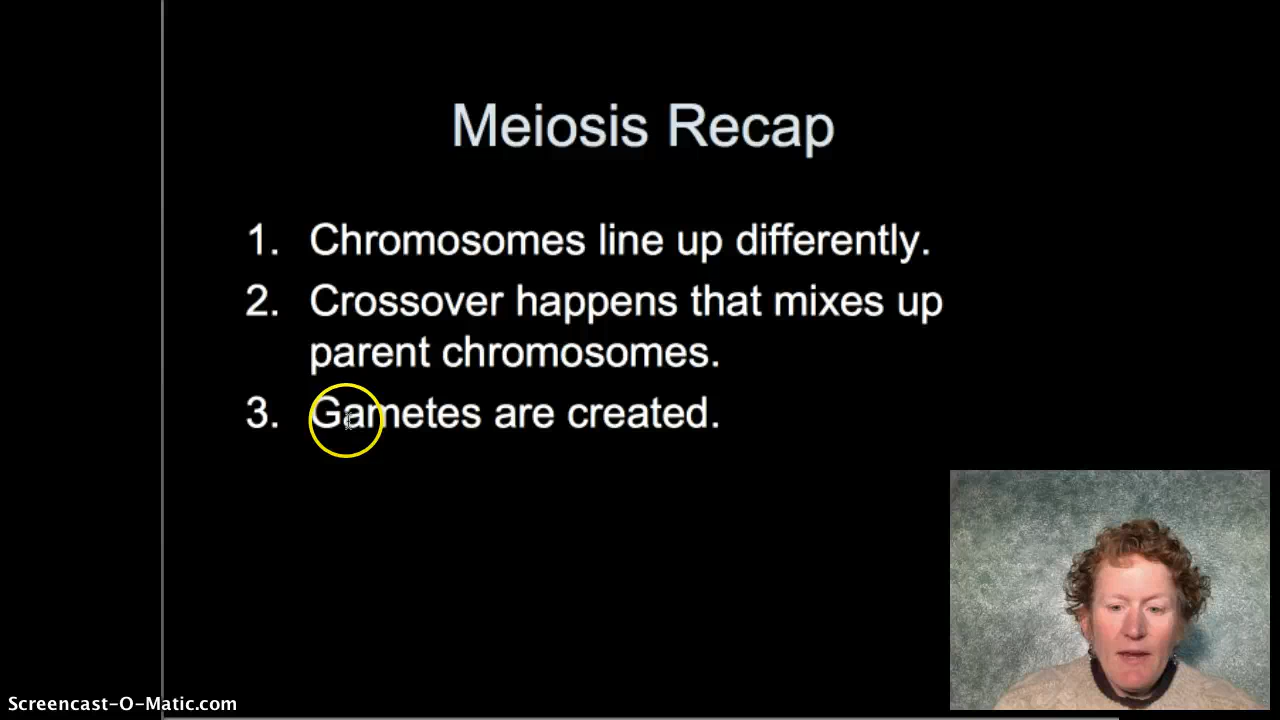 Meiosis Recap
1. Chromosomes line up differently.
2. Crossover happens that mixes up
parent chromosomes.
3. Gametes are created.
Screencast-O-Matic.com